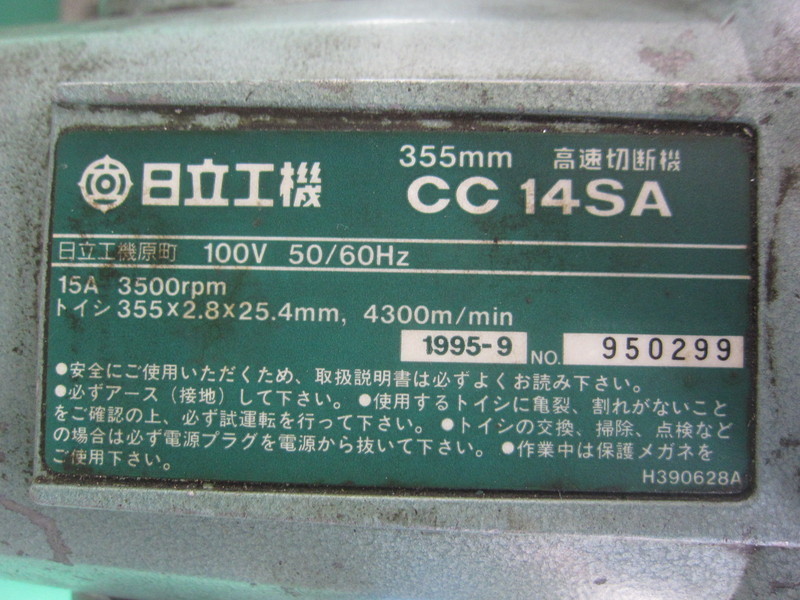 355mm 高速切断機
日立工機 CC 14SA
日立工機原町 100V 50/60Hz
15A 3500rpm
トイシ 355×2.8×25.4mm, 4300m/min
1995-9 NO. 950299
●安全にご使用いただくため、取扱説明書は必ずよくお読み下さい。
●必ずアース（接地）して下さい。●使用するトイシに亀裂、割れがないこと
をご確認の上、必ず試運転を行って下さい。●トイシの交換、掃除、点検など
の場合は必ず電源プラグを電源から抜いて下さい。●作業中は保護メガネを
ご使用下さい。
H390628A